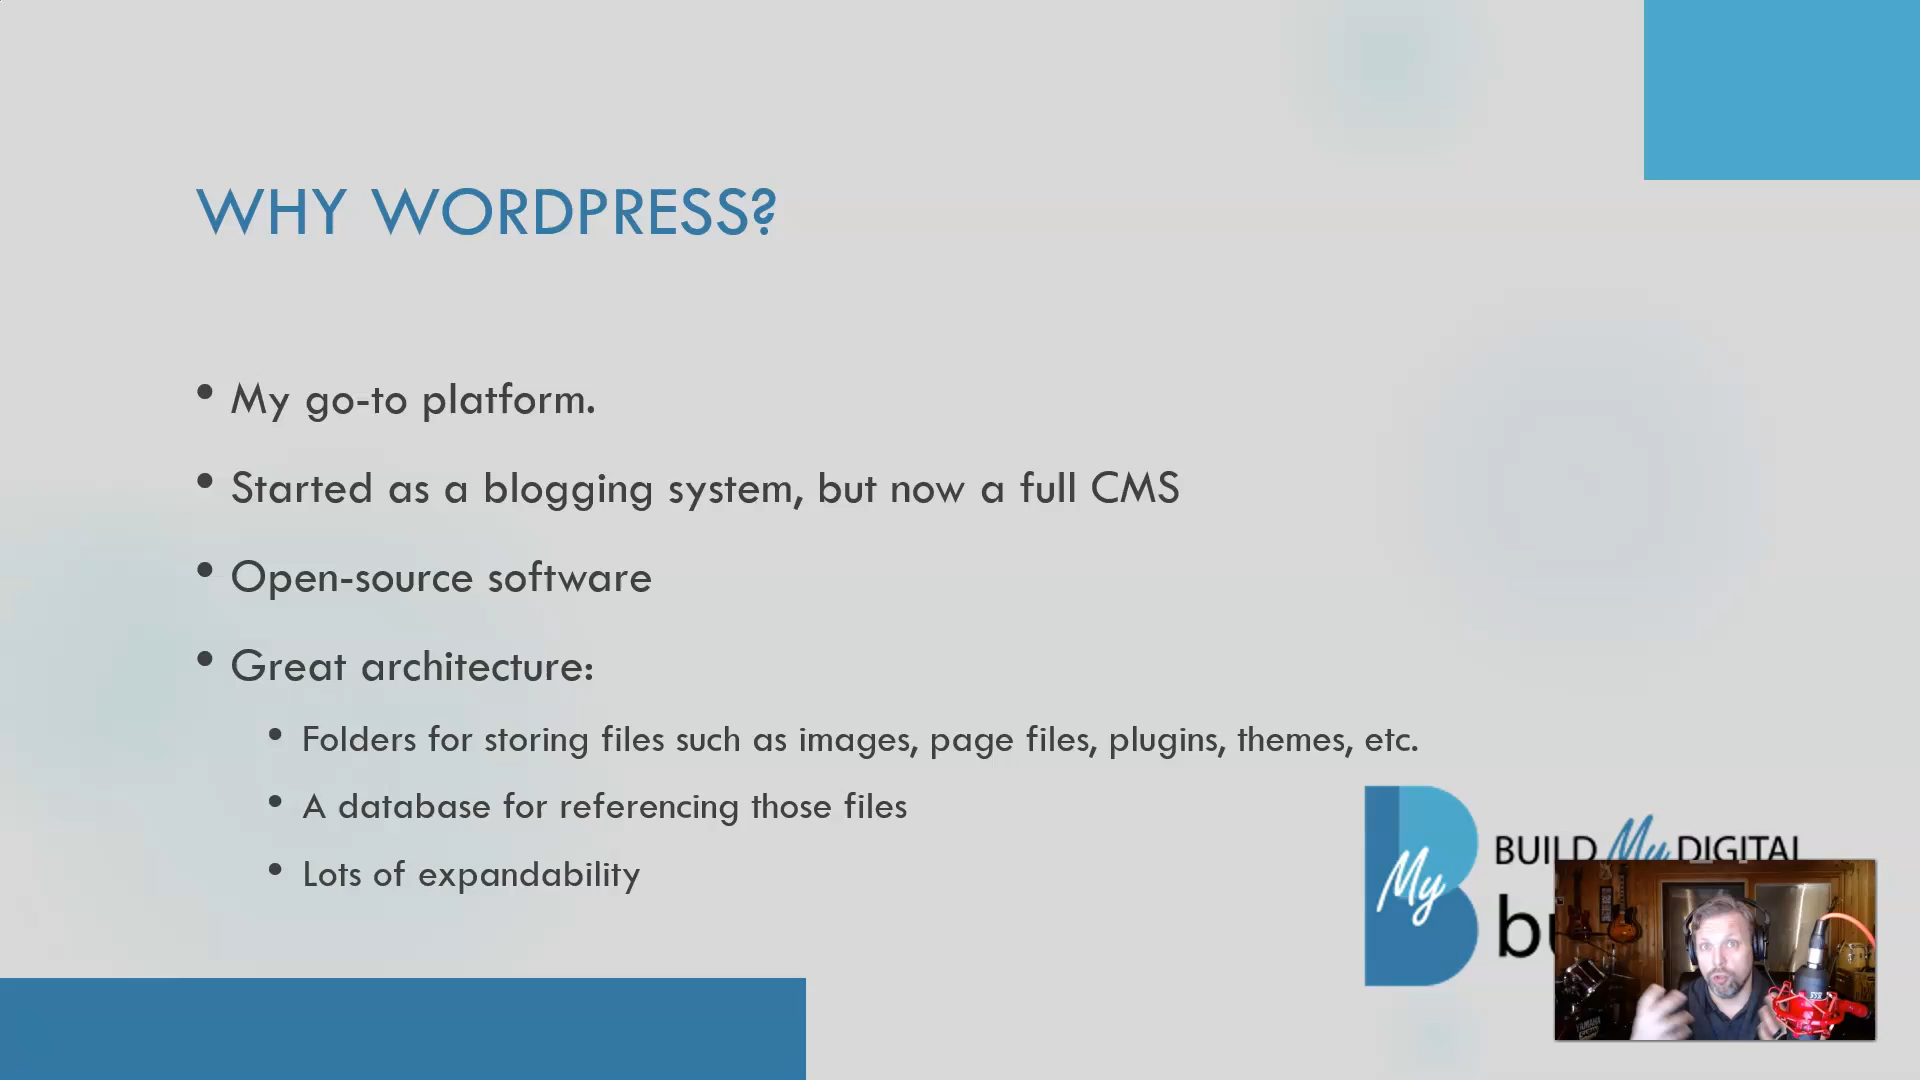 WHY WORDPRESS?
• My go-to platform.
• Started as a blogging system, but now a full CMS
• Open-source software
• Great architecture:
• Folders for storing files such as images, page files, plugins, themes, etc.
• A database for referencing those files
• Lots of expandability
My
BUILD My DIGITAL
YAMAHA